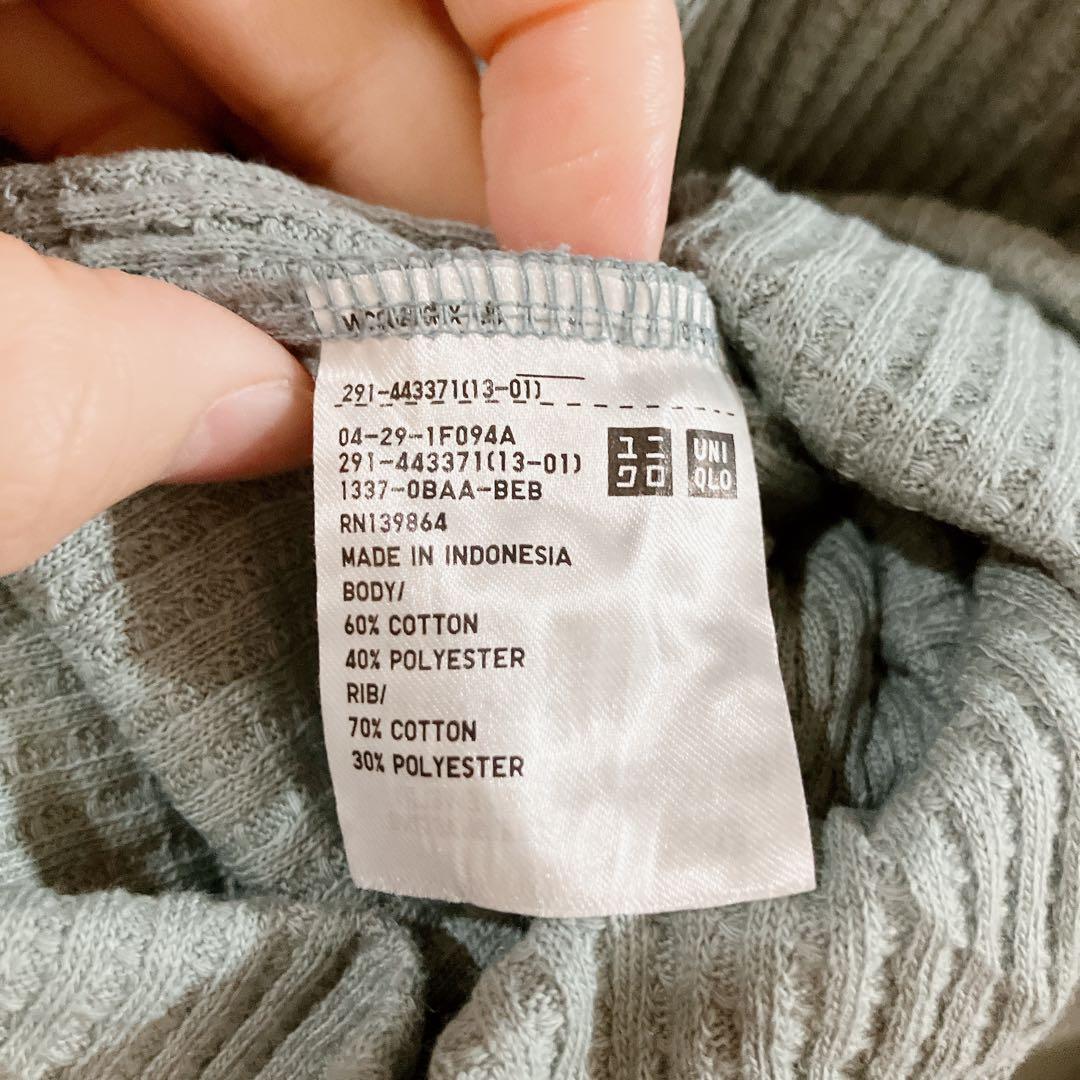 291-443371(13-01)
04-29-1F094A
291-443371(13-01)
1337-0BAA-BEB
RN139864
MADE IN INDONESIA
BODY/
60% COTTON
40% POLYESTER
RIB/
70% COTTON
30% POLYESTER
ユニ
クロ
UNI
QLO